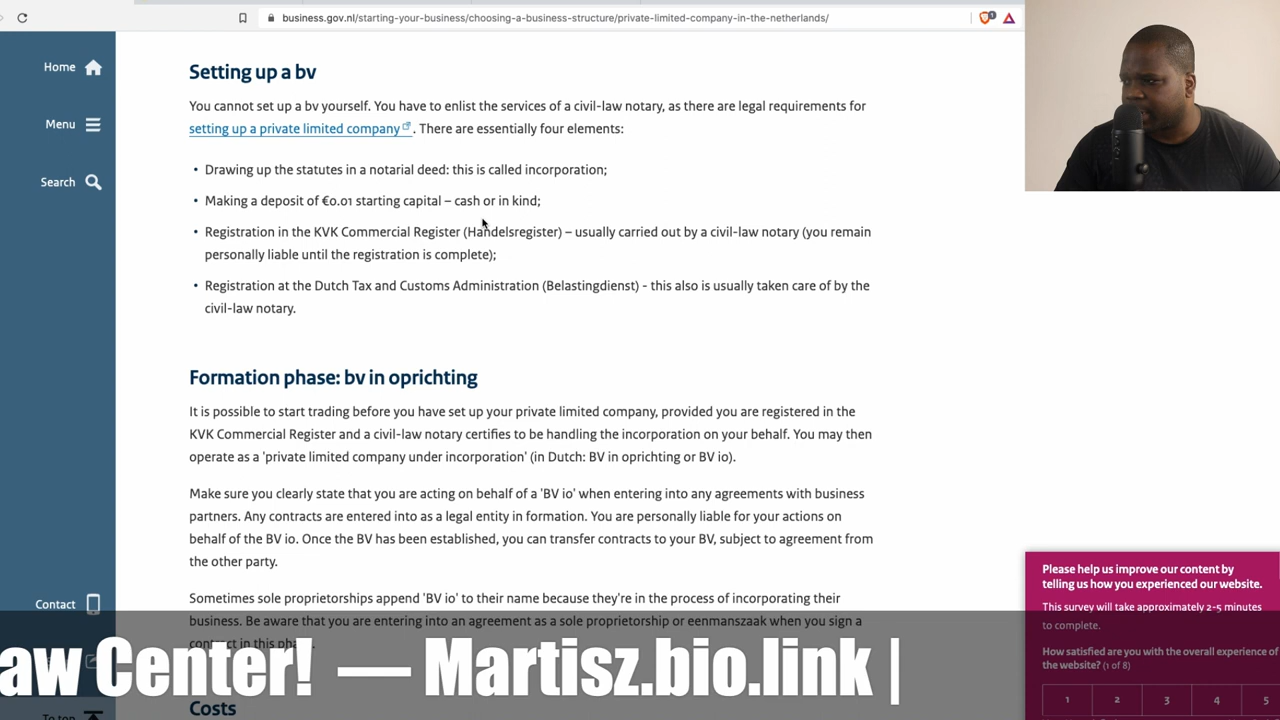 business.gov.nl/starting-your-business/choosing-a-business-structure/private-limited-company-in-the-netherlands/
1
Home
Menu
Search
Setting up a bv
You cannot set up a bv yourself. You have to enlist the services of a civil-law notary, as there are legal requirements for
setting up a private limited company. There are essentially four elements:
• Drawing up the statutes in a notarial deed: this is called incorporation;
• Making a deposit of €0.01 starting capital – cash or in kind;
• Registration in the KVK Commercial Register (Handelsregister) – usually carried out by a civil-law notary (you remain
personally liable until the registration is complete);
• Registration at the Dutch Tax and Customs Administration (Belastingdienst) - this also is usually taken care of by the
civil-law notary.
Formation phase: bv in oprichting
It is possible to start trading before you have set up your private limited company, provided you are registered in the
KVK Commercial Register and a civil-law notary certifies to be handling the incorporation on your behalf. You may then
operate as a 'private limited company under incorporation' (in Dutch: BV in oprichting or BV io).
Make sure you clearly state that you are acting on behalf of a 'BV io' when entering into any agreements with business
partners. Any contracts are entered into as a legal entity in formation. You are personally liable for your actions on
behalf of the BV io. Once the BV has been established, you can transfer contracts to your BV, subject to agreement from
the other party.
Sometimes sole proprietorships append 'BV io' to their name because they're in the process of incorporating their
business. Be aware that you are entering into an agreement as a sole proprietorship or eenmanszaak when you sign a
contract in this phase.
Costs
Contact
To top
Please help us improve our content by
telling us how you experienced our website.
This survey will take approximately 2-5 minutes
to complete.
How satisfied are you with the overall experience of
the website? (1 of 8)
1 2 3 4 5
aw Center! — Martisz.bio.link |